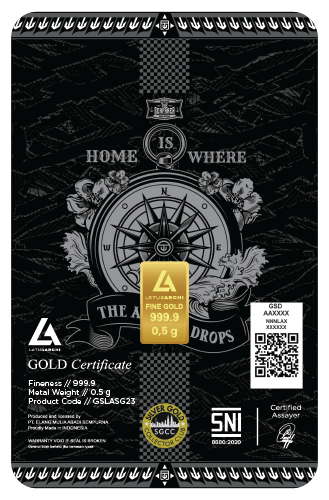 HOME IS WHERE
N
W
E
THE A
DROPS
LOTUSARCHI
FINE GOLD
999.9
0,5 g
LOTUSARCHI
GOLD Certificate
Fineness // 999.9
Metal Weight // 0.5 g
Product Code // GSLASG23
Produced and licensed by
PT. ELANG MULIA ABADI SEMPURNA
Proudly Made in INDONESIA
WARRANTY VOID IF SEAL IS BROKEN
GSD
AAXXXX
NNNLAX
XXXXXX
SILVER GOLD
SGCC
COLLECTOR CLUB
SNI
8880:2020
Certified
Assayer